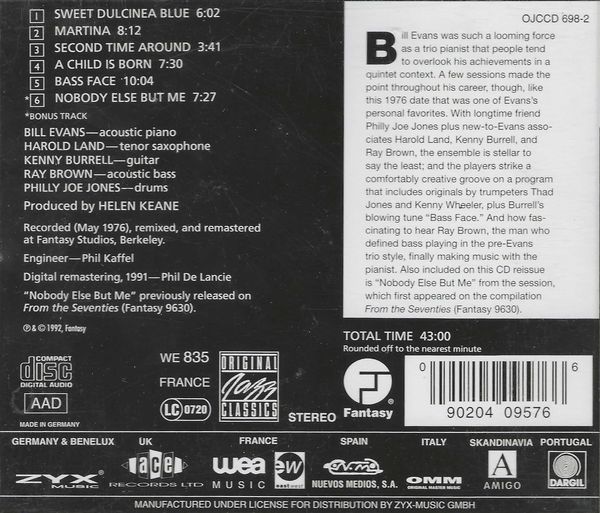 1 SWEET DULCINEA BLUE 6:02
2 MARTINA 8:12
3 SECOND TIME AROUND 3:41
4 A CHILD IS BORN 7:30
5 BASS FACE 10:04
*6 NOBODY ELSE BUT ME 7:27
*BONUS TRACK
BILL EVANS—acoustic piano
HAROLD LAND—tenor saxophone
KENNY BURRELL—guitar
RAY BROWN—acoustic bass
PHILLY JOE JONES—drums
Produced by HELEN KEANE
Recorded (May 1976), remixed, and remastered
at Fantasy Studios, Berkeley.
Engineer—Phil Kaffel
Digital remastering, 1991—Phil De Lancie
"Nobody Else But Me" previously released on
From the Seventies (Fantasy 9630).
℗ & © 1992, Fantasy
OJCCD 698-2
Bill Evans was such a looming force
as a trio pianist that people tend
to overlook his achievements in a
quintet context. A few sessions made the
point throughout his career, though, like
this 1976 date that was one of Evans's
personal favorites. With longtime friend
Philly Joe Jones plus new-to-Evans asso-
ciates Harold Land, Kenny Burrell, and
Ray Brown, the ensemble is stellar to
say the least; and the players strike a
comfortably creative groove on a program
that includes originals by trumpeters Thad
Jones and Kenny Wheeler, plus Burrell's
blowing tune "Bass Face." And how fas-
cinating to hear Ray Brown, the man who
defined bass playing in the pre-Evans
trio style, finally making music with the
pianist. Also included on this CD reissue
is "Nobody Else But Me" from the session,
which first appeared on the compilation
From the Seventies (Fantasy 9630).
TOTAL TIME 43:00
Rounded off to the nearest minute
COMPACT
disc
DIGITAL AUDIO
AAD
MADE IN GERMANY
WE 835
FRANCE
LC 0720
ORIGINAL
Jazz
CLASSICS
STEREO
Fantasy
0 90204 09576 6
GERMANY & BENELUX UK FRANCE SPAIN ITALY SKANDINAVIA PORTUGAL
ZYX
MUSIC
ace
RECORDS
wea
MUSIC
ew
east west
NUEVOS MEDIOS, S.A.
OMM
ORIGINAL MASTER MUSIC
A
AMIGO
DARGIL
MANUFACTURED UNDER LICENSE FOR DISTRIBUTION BY ZYX-MUSIC GMBH